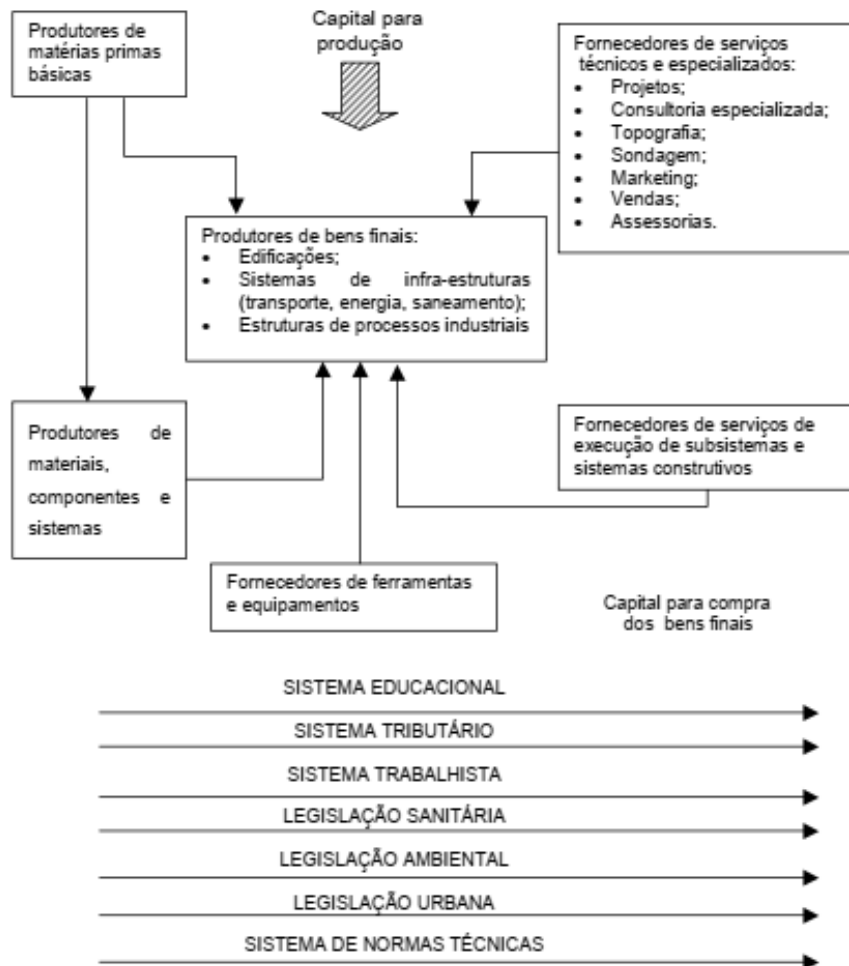 Produtores de
matérias primas
básicas
Capital para
produção
Fornecedores de serviços
técnicos e especializados:
• Projetos;
• Consultoria especializada;
• Topografia;
• Sondagem;
• Marketing;
• Vendas;
• Assessorias.
Produtores de bens finais:
• Edificações;
• Sistemas de infra-estruturas
(transporte, energia, saneamento);
• Estruturas de processos industriais
Produtores de
materiais,
componentes e
sistemas
Fornecedores de serviços de
execução de subsistemas e
sistemas construtivos
Fornecedores de ferramentas
e equipamentos
Capital para compra
dos bens finais
SISTEMA EDUCACIONAL
SISTEMA TRIBUTÁRIO
SISTEMA TRABALHISTA
LEGISLAÇÃO SANITÁRIA
LEGISLAÇÃO AMBIENTAL
LEGISLAÇÃO URBANA
SISTEMA DE NORMAS TÉCNICAS